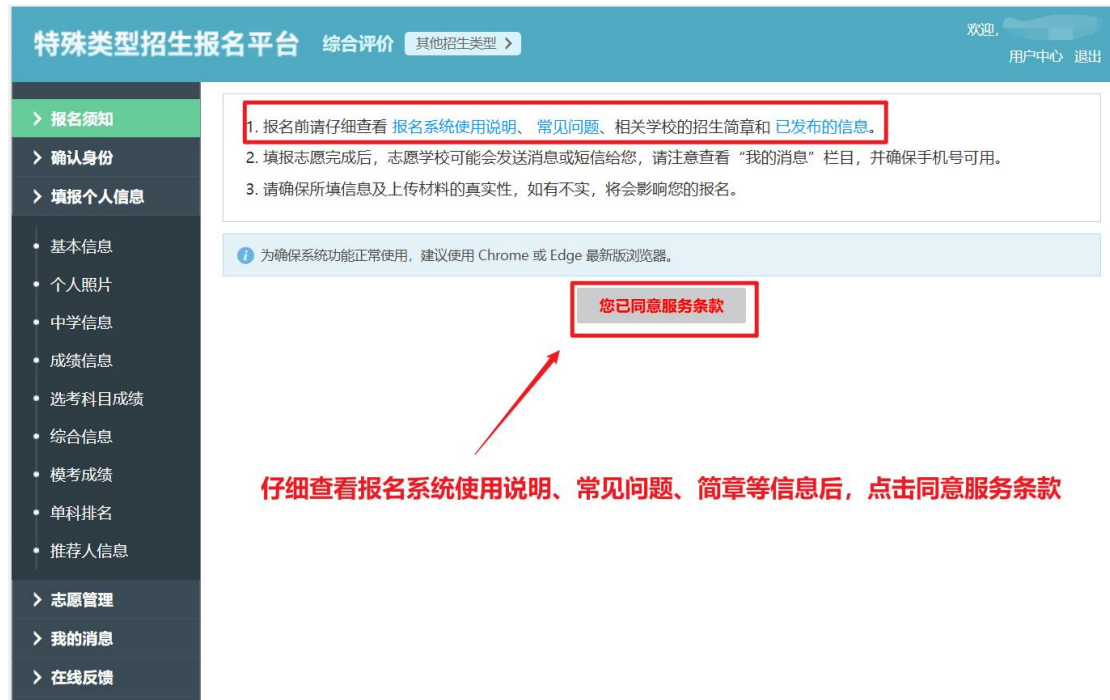 特殊类型招生报名平台 综合评价 其他招生类型 >
欢迎,
用户中心 退出
> 报名须知
> 确认身份
> 填报个人信息
• 基本信息
• 个人照片
• 中学信息
• 成绩信息
• 选考科目成绩
• 综合信息
• 模考成绩
• 单科排名
• 推荐人信息
> 志愿管理
> 我的消息
> 在线反馈
1. 报名前请仔细查看 报名系统使用说明、 常见问题、相关学校的招生简章和 已发布的信息。
2. 填报志愿完成后，志愿学校可能会发送消息或短信给您，请注意查看“我的消息”栏目，并确保手机号可用。
3. 请确保所填信息及上传材料的真实性，如有不实，将会影响您的报名。
为确保系统功能正常使用，建议使用 Chrome 或 Edge 最新版浏览器。
您已同意服务条款
仔细查看报名系统使用说明、常见问题、简章等信息后，点击同意服务条款